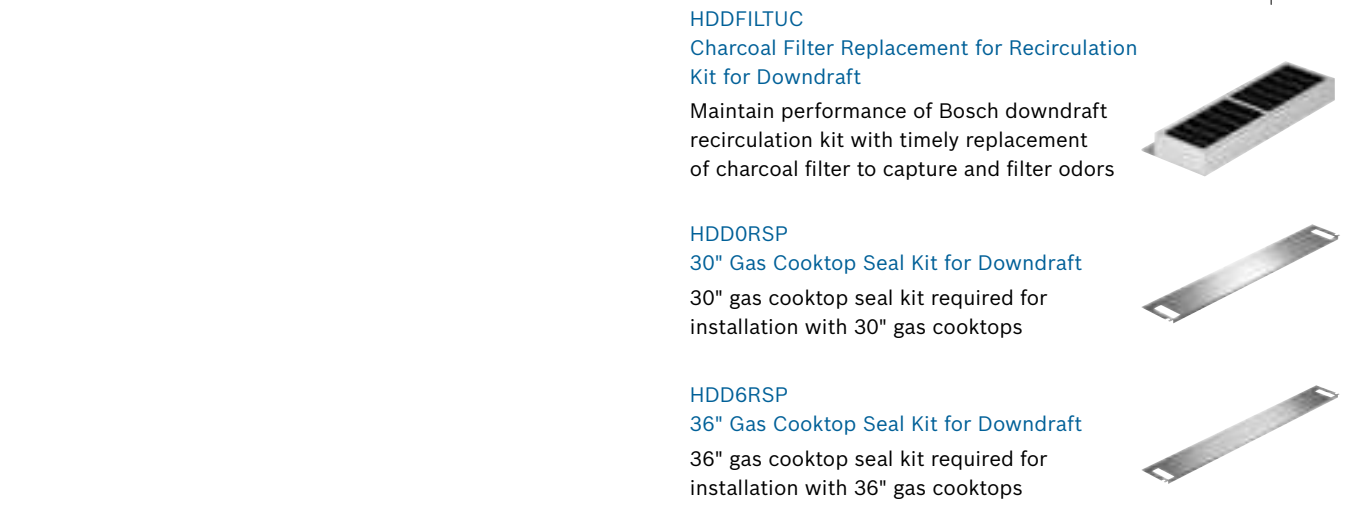 HDDFILTUC
Charcoal Filter Replacement for Recirculation
Kit for Downdraft
Maintain performance of Bosch downdraft
recirculation kit with timely replacement
of charcoal filter to capture and filter odors
HDD0RSP
30" Gas Cooktop Seal Kit for Downdraft
30" gas cooktop seal kit required for
installation with 30" gas cooktops
HDD6RSP
36" Gas Cooktop Seal Kit for Downdraft
36" gas cooktop seal kit required for
installation with 36" gas cooktops